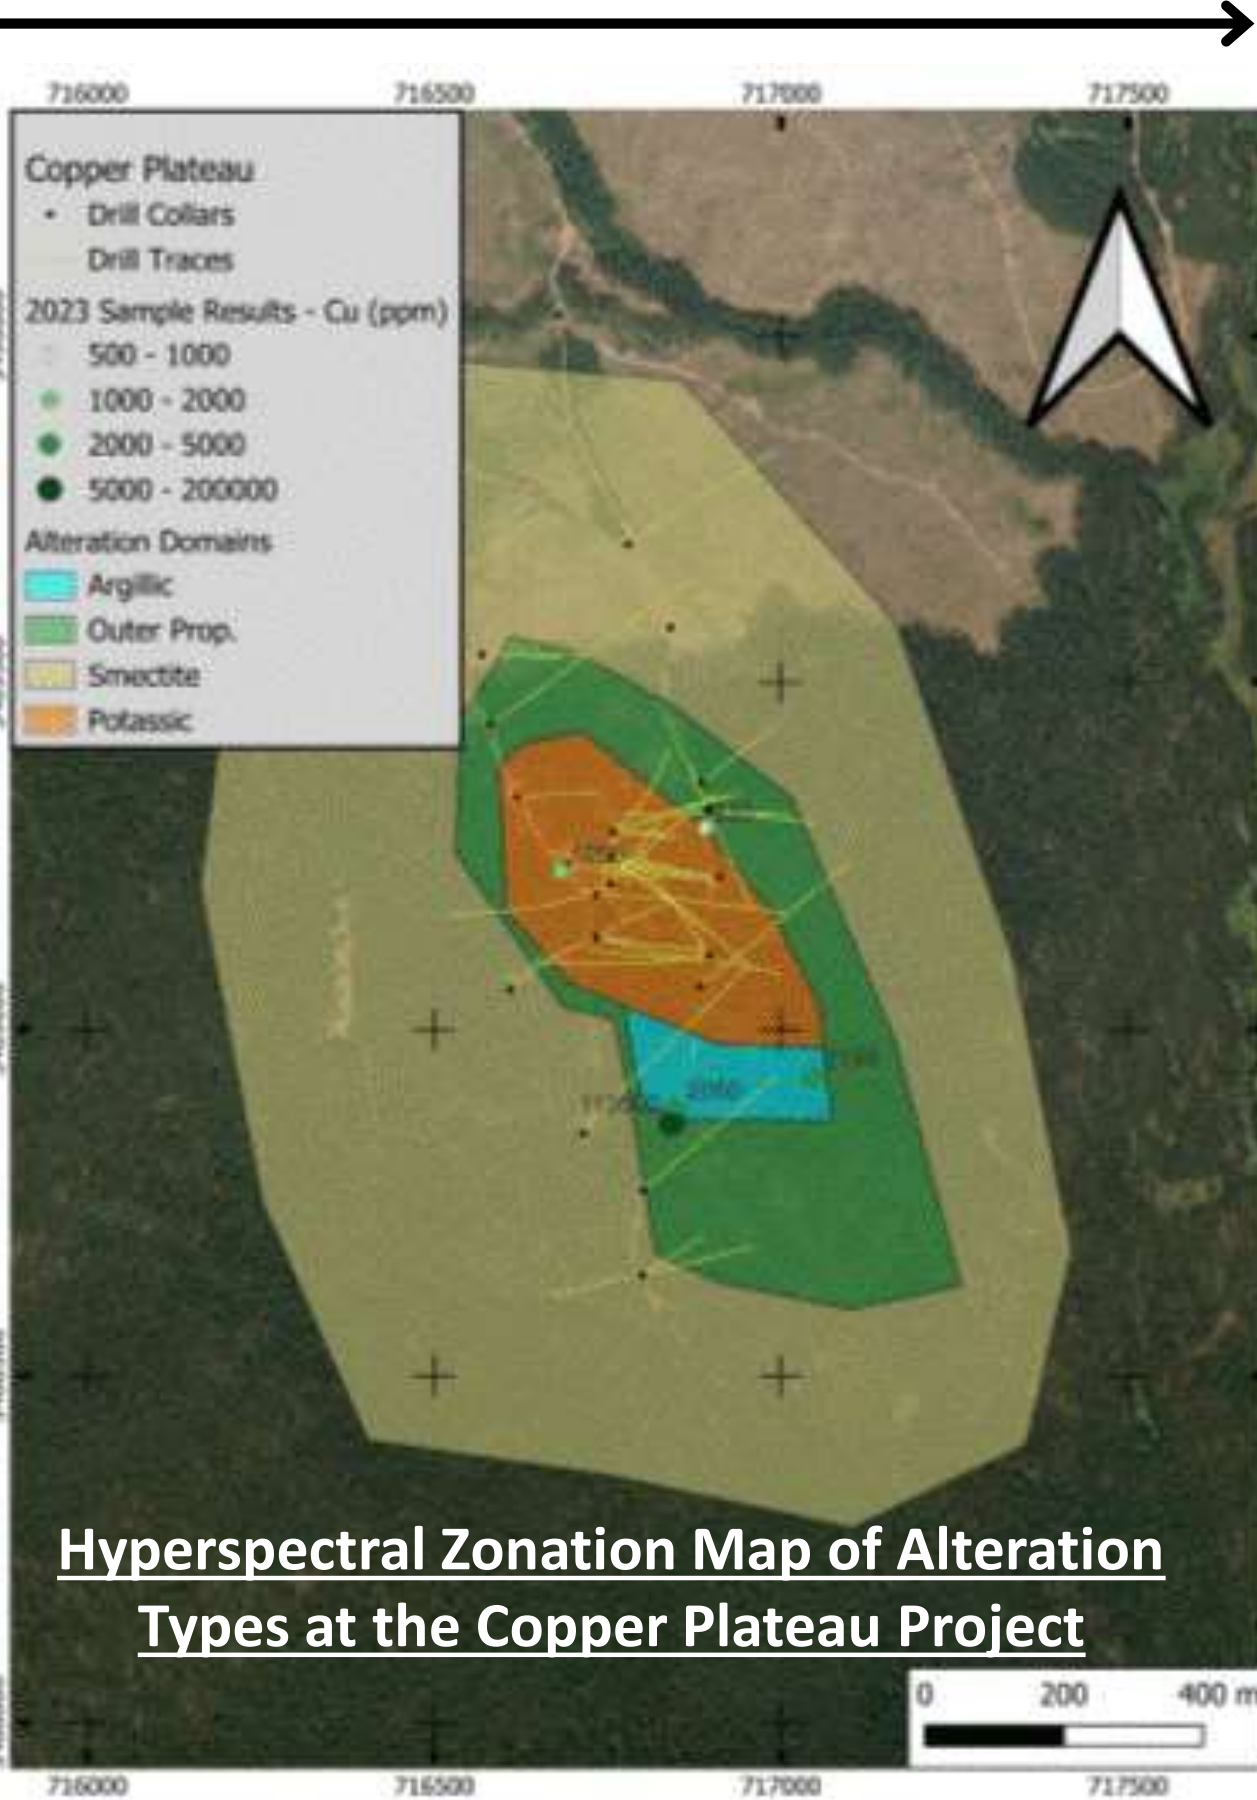 716000 716500 717000 717500
Copper Plateau
Drill Collars
Drill Traces
2023 Sample Results - Cu (ppm)
500 - 1000
1000 - 2000
2000 - 5000
5000 - 200000
Alteration Domains
Argillic
Outer Prop.
Smectite
Potassic
Hyperspectral Zonation Map of Alteration
Types at the Copper Plateau Project
0 200 400 m
716000 716500 717000 717500